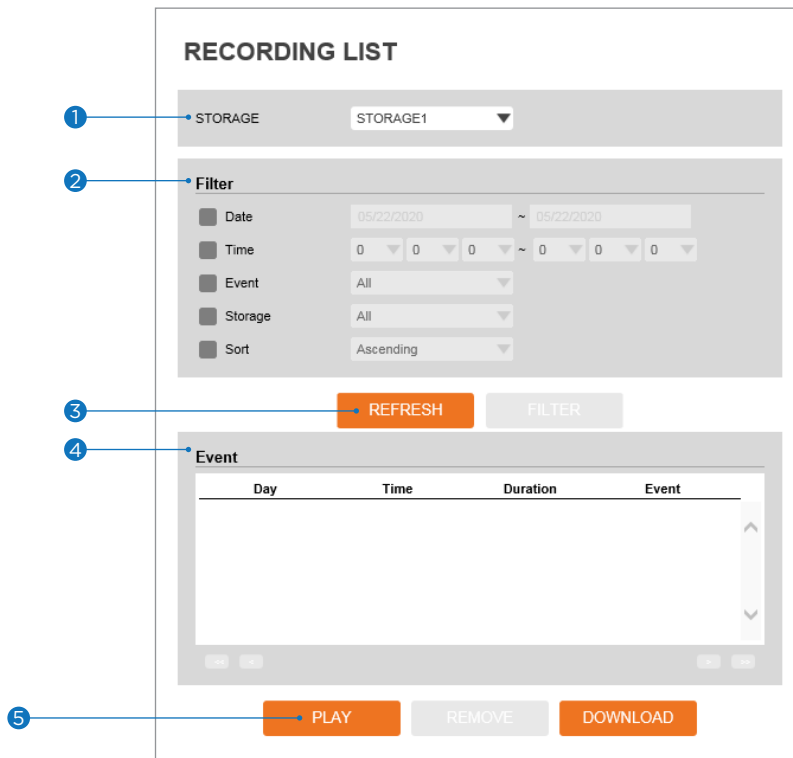 RECORDING LIST
1 STORAGE STORAGE1
2 Filter
Date 05/22/2020 ~ 05/22/2020
Time 0 0 0 ~ 0 0 0
Event All
Storage All
Sort Ascending
3 REFRESH FILTER
4 Event
Day Time Duration Event
<< < > >>
5 PLAY REMOVE DOWNLOAD